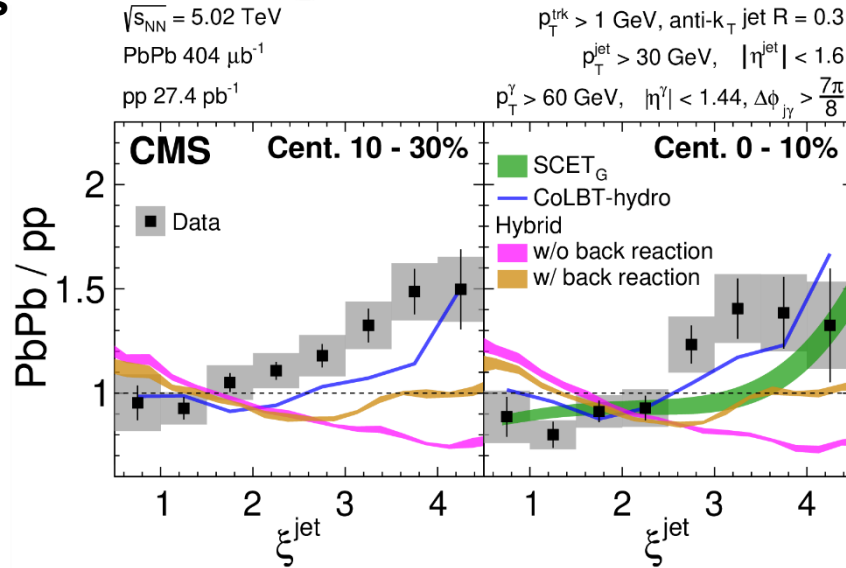 √s_NN = 5.02 TeV
PbPb 404 μb⁻¹
pp 27.4 pb⁻¹
p_T^trk > 1 GeV, anti-k_T jet R = 0.3
p_T^jet > 30 GeV, |η^jet| < 1.6
p_T^γ > 60 GeV, |η^γ| < 1.44, Δϕ_jγ > 7π/8
CMS Cent. 10 - 30%
Data
Cent. 0 - 10%
SCET_G
CoLBT-hydro
Hybrid
w/o back reaction
w/ back reaction
PbPb / pp
2
1.5
1
1 2 3 4
ξ^jet
1 2 3 4
ξ^jet